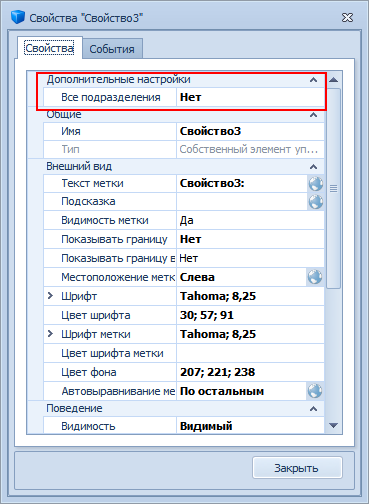 Свойства "Свойство3"
Свойства События
Дополнительные настройки
Все подразделения Нет
Общие
Имя Свойство3
Тип Собственный элемент уп...
Внешний вид
Текст метки Свойство3:
Подсказка
Видимость метки Да
Показывать границу Нет
Показывать границу в Нет
Местоположение метк Слева
Шрифт Tahoma; 8,25
Цвет шрифта 30; 57; 91
Шрифт метки Tahoma; 8,25
Цвет шрифта метки
Цвет фона 207; 221; 238
Автовыравнивание ме По остальным
Поведение
Видимость Видимый
Закрыть